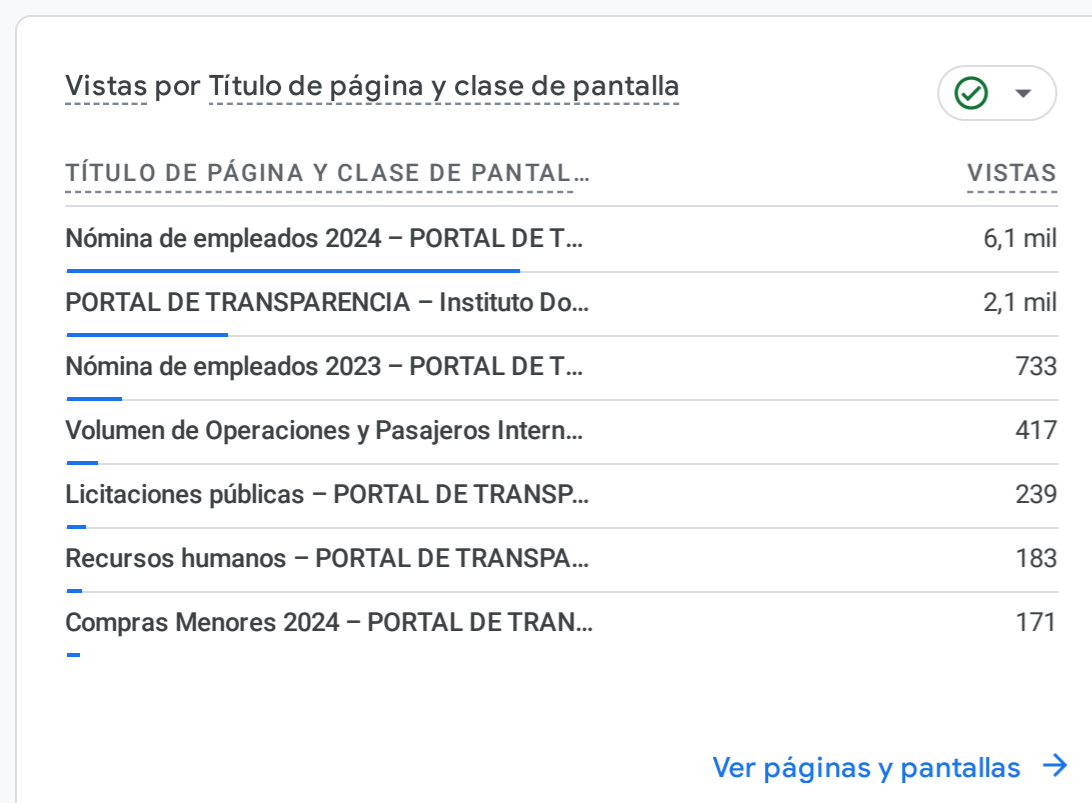 Vistas por Título de página y clase de pantalla
TÍTULO DE PÁGINA Y CLASE DE PANTAL… VISTAS
Nómina de empleados 2024 – PORTAL DE T… 6,1 mil
PORTAL DE TRANSPARENCIA – Instituto Do… 2,1 mil
Nómina de empleados 2023 – PORTAL DE T… 733
Volumen de Operaciones y Pasajeros Intern… 417
Licitaciones públicas – PORTAL DE TRANSP… 239
Recursos humanos – PORTAL DE TRANSPA… 183
Compras Menores 2024 – PORTAL DE TRAN… 171
Ver páginas y pantallas